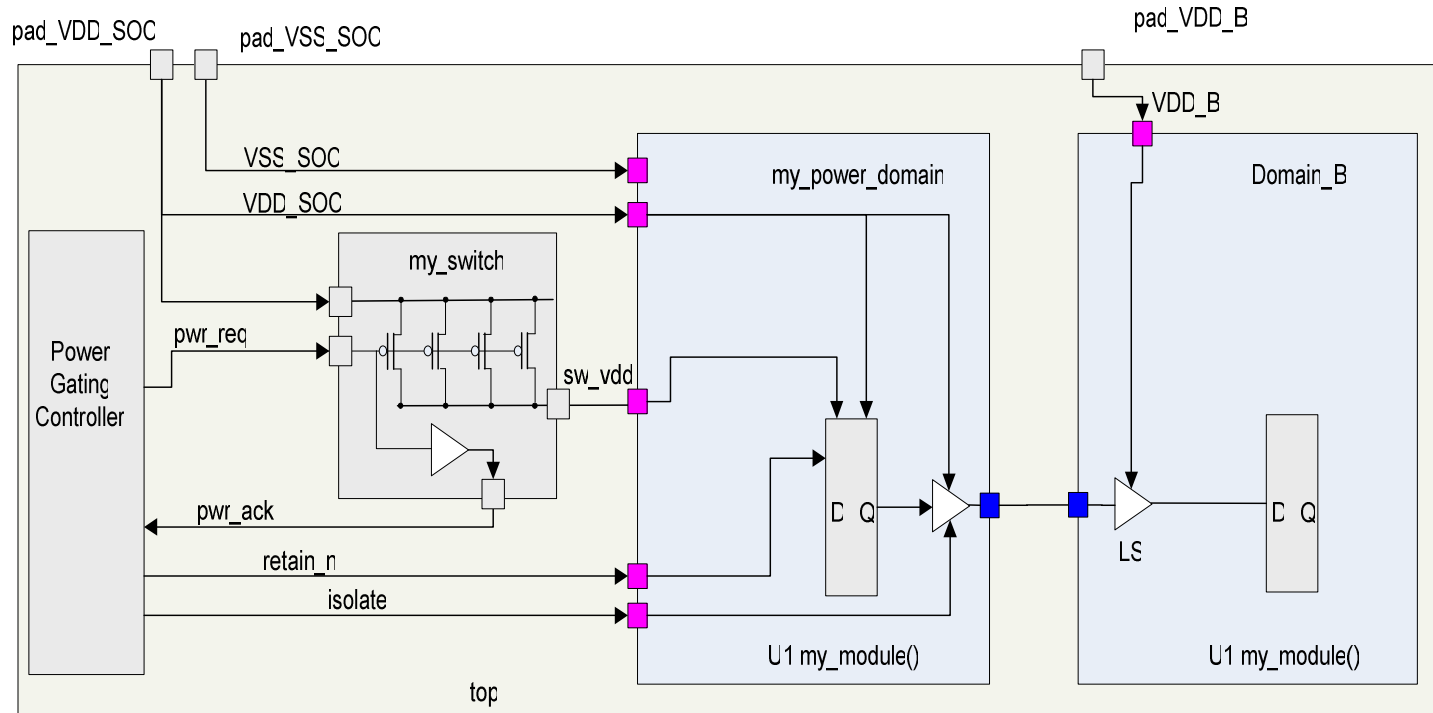 pad_VDD_SOC
pad_VSS_SOC
pad_VDD_B
VDD_B
VSS_SOC
my_power_domain
Domain_B
VDD_SOC
my_switch
pwr_req
Power
Gating
Controller
sw_vdd
pwr_ack
D Q
D Q
LS
retain_n
isolate
U1 my_module()
U1 my_module()
top